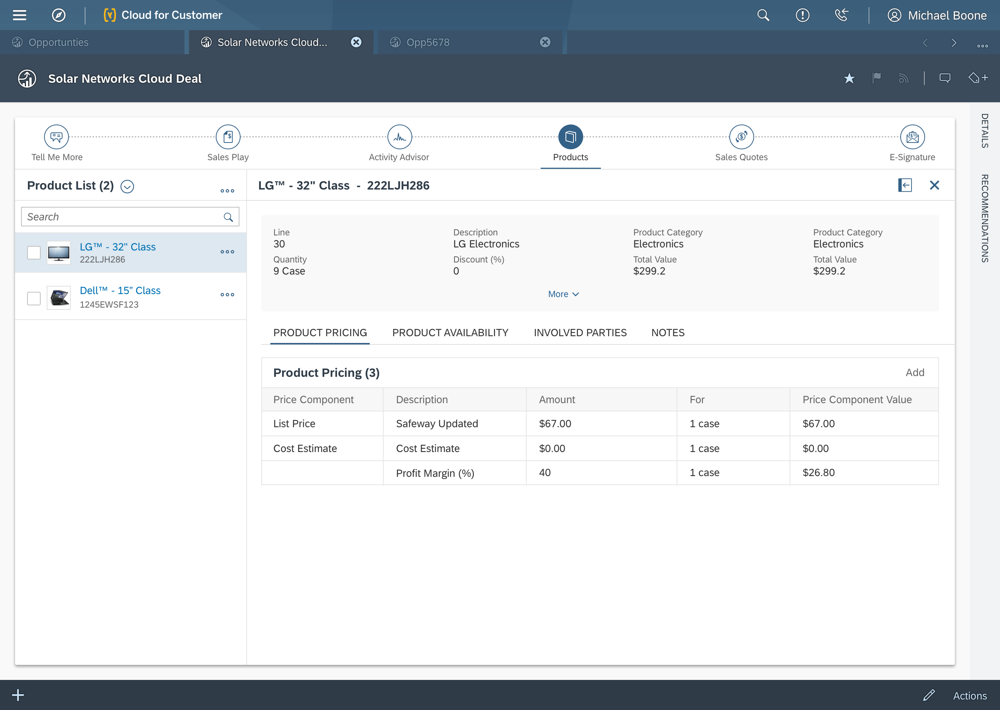 Cloud for Customer
Michael Boone
Opportunties
Solar Networks Cloud...
Opp5678
Solar Networks Cloud Deal
Tell Me More
Sales Play
Activity Advisor
Products
Sales Quotes
E-Signature
DETAILS
RECOMMENDATIONS
Product List (2)
Search
LG™ - 32" Class
222LJH286
Dell™ - 15” Class
1245EWSF123
LG™ - 32" Class - 222LJH286
Line
30
Description
LG Electronics
Product Category
Electronics
Product Category
Electronics
Quantity
9 Case
Discount (%)
0
Total Value
$299.2
Total Value
$299.2
More
PRODUCT PRICING PRODUCT AVAILABILITY INVOLVED PARTIES NOTES
Product Pricing (3)
Add
Price Component Description Amount For Price Component Value
List Price Safeway Updated $67.00 1 case $67.00
Cost Estimate Cost Estimate $0.00 1 case $0.00
Profit Margin (%) 40 1 case $26.80
Actions